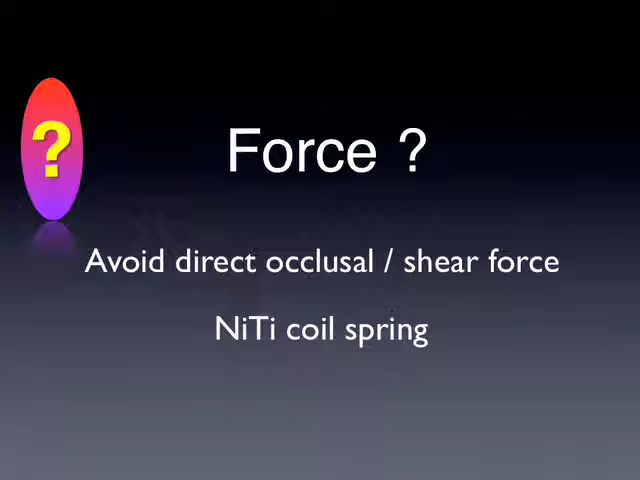 ?
Force ?
Avoid direct occlusal / shear force
NiTi coil spring